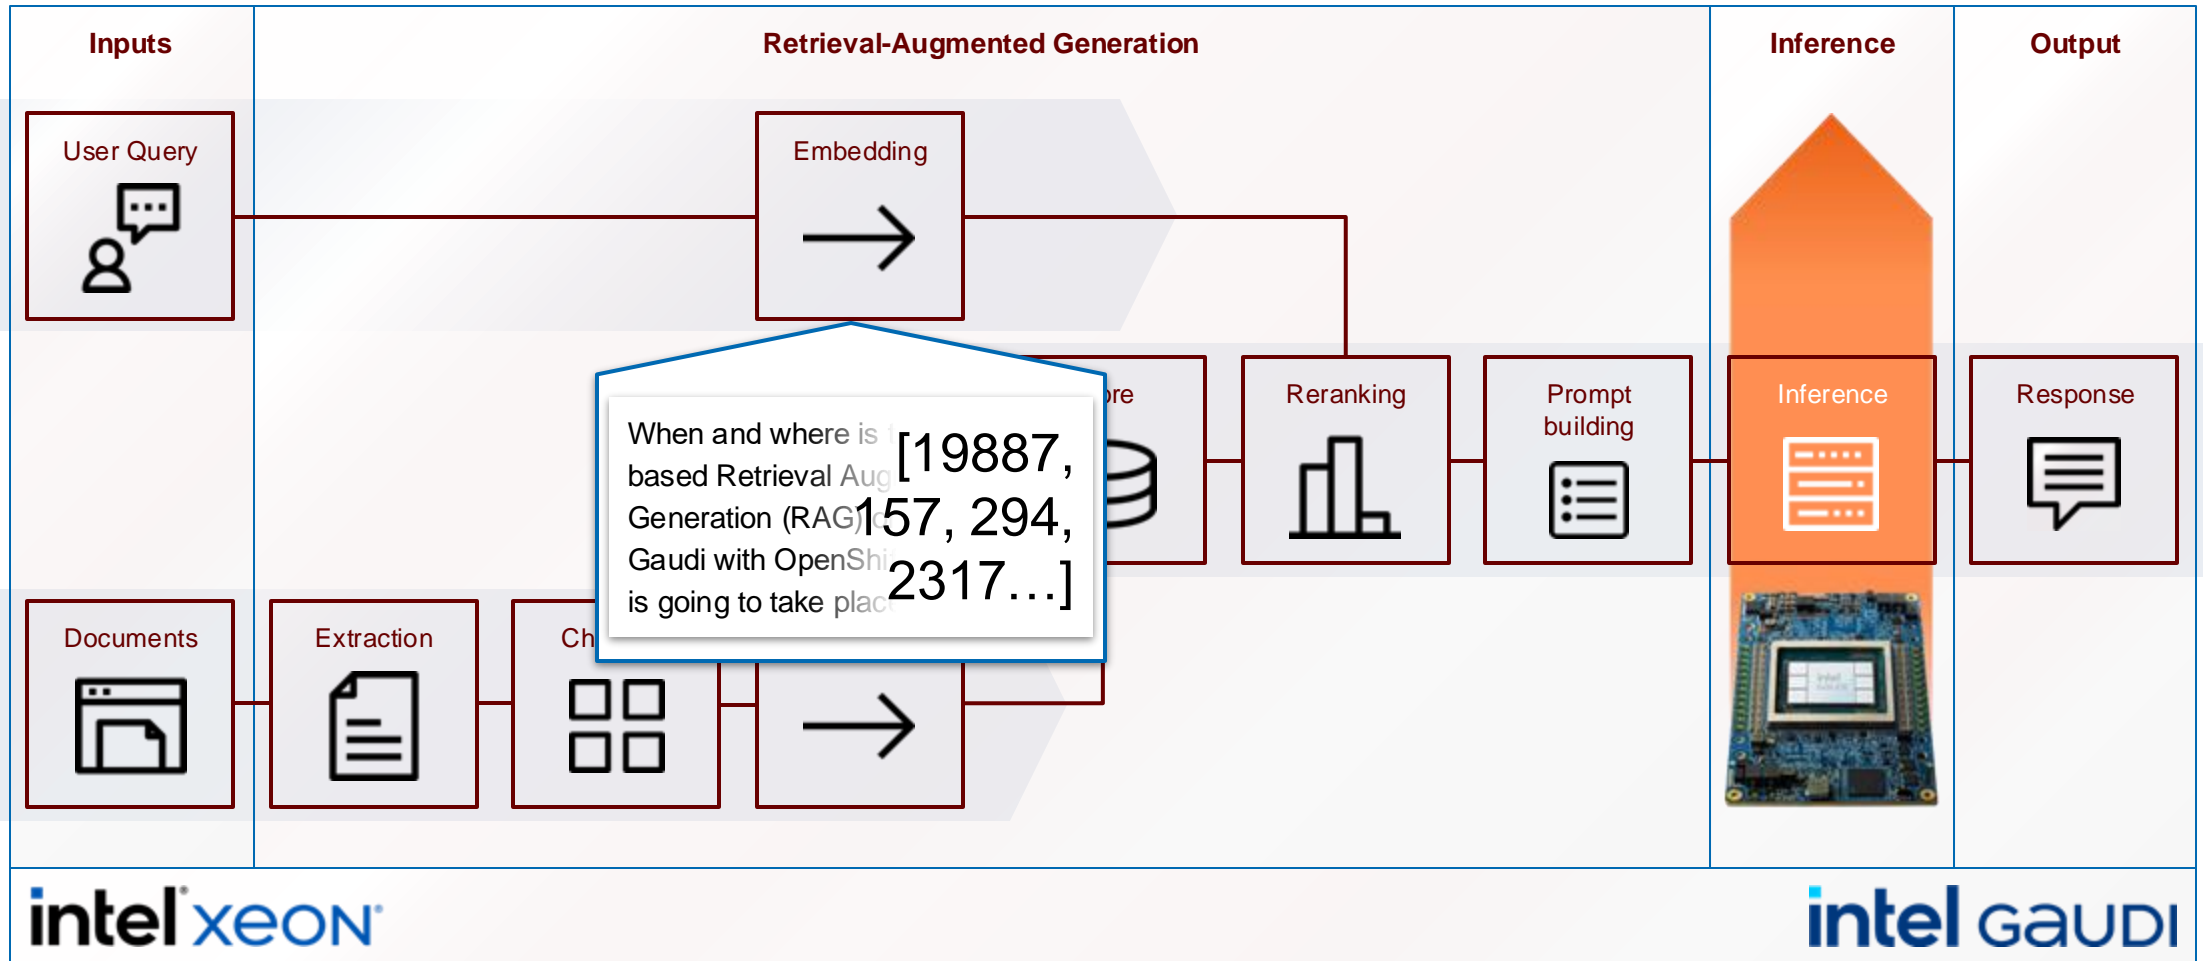 Inputs
Retrieval-Augmented Generation
Inference
Output
User Query
Embedding
When and where is
based Retrieval Aug
Generation (RAG)
Gaudi with OpenShi
is going to take plac
[19887,
157, 294,
2317…]
Reranking
Prompt
building
Inference
Response
Documents
Extraction
Ch
intel xeon
intel GAUDI